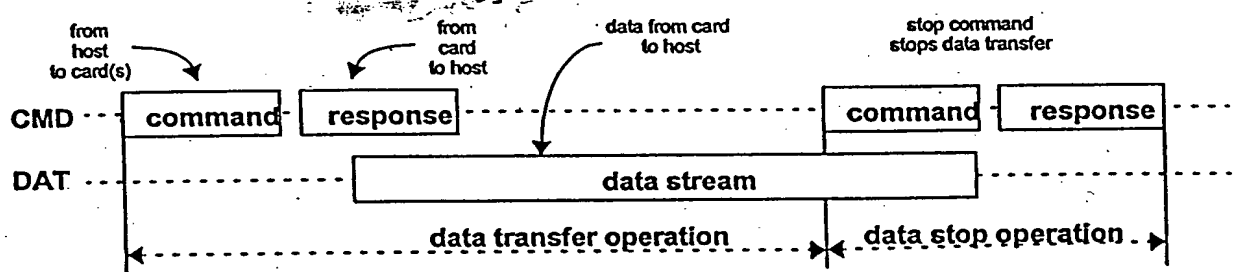 from
host
to card(s)
from
card
to host
data from card
to host
stop command
stops data transfer
CMD command response command response
DAT data stream
data transfer operation data stop operation